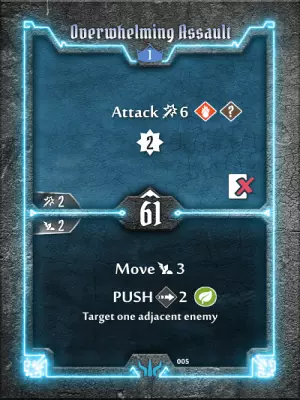 Overwhelming Assault
1
Attack 6 ?
2
2
61
2
Move 3
PUSH 2
Target one adjacent enemy
005